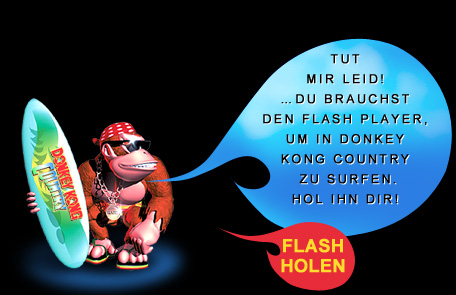 TUT
MIR LEID!
...DU BRAUCHST
DEN FLASH PLAYER,
UM IN DONKEY
KONG COUNTRY
ZU SURFEN.
HOL IHN DIR!
DONKEY KONG
COUNTRY
FLASH
HOLEN